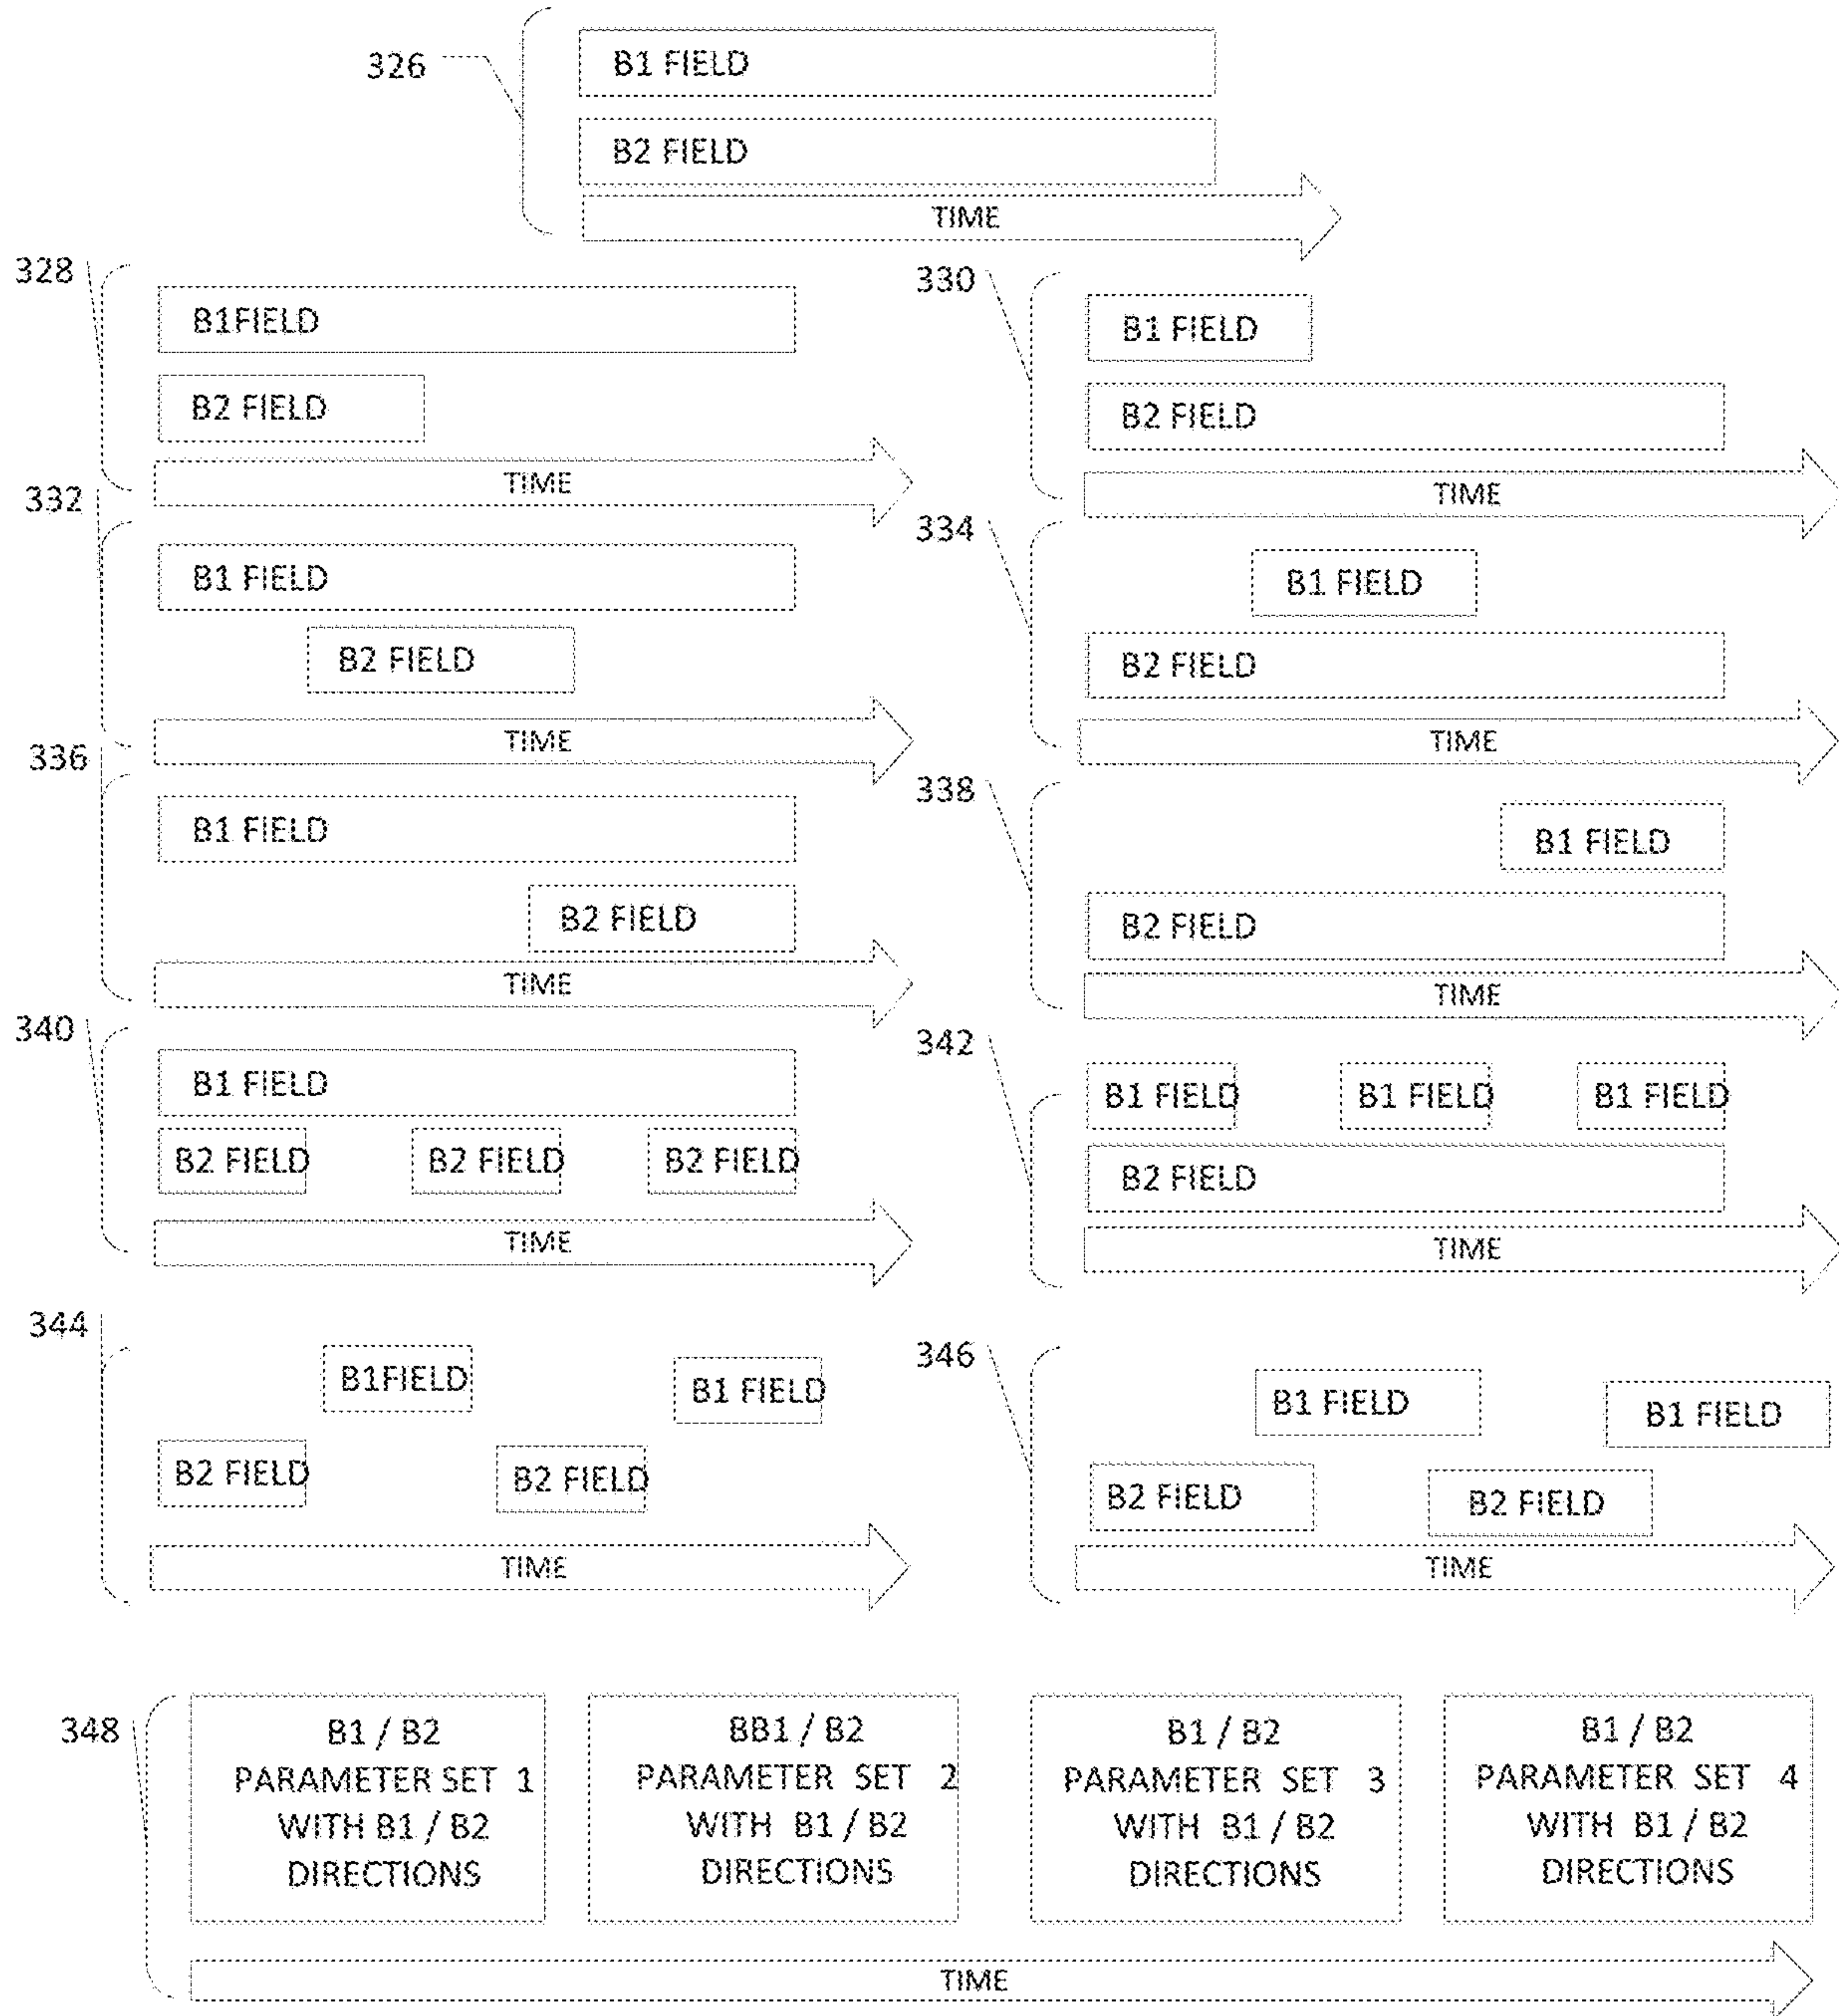 326
B1 FIELD
B2 FIELD
TIME
328
B1FIELD
B2 FIELD
TIME
330
B1 FIELD
B2 FIELD
TIME
332
B1 FIELD
B2 FIELD
TIME
334
B1 FIELD
B2 FIELD
TIME
336
B1 FIELD
B2 FIELD
TIME
338
B1 FIELD
B2 FIELD
TIME
340
B1 FIELD
B2 FIELD B2 FIELD B2 FIELD
TIME
342
B1 FIELD B1 FIELD B1 FIELD
B2 FIELD
TIME
344
B1FIELD B1 FIELD
B2 FIELD B2 FIELD
TIME
346
B1 FIELD B1 FIELD
B2 FIELD B2 FIELD
TIME
348
B1 / B2
PARAMETER SET 1
WITH B1 / B2
DIRECTIONS
BB1 / B2
PARAMETER SET 2
WITH B1 / B2
DIRECTIONS
B1 / B2
PARAMETER SET 3
WITH B1 / B2
DIRECTIONS
B1 / B2
PARAMETER SET 4
WITH B1 / B2
DIRECTIONS
TIME